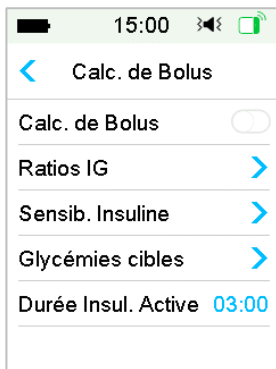 15:00
Calc. de Bolus
Calc. de Bolus
Ratios IG
Sensib. Insuline
Glycémies cibles
Durée Insul. Active 03:00